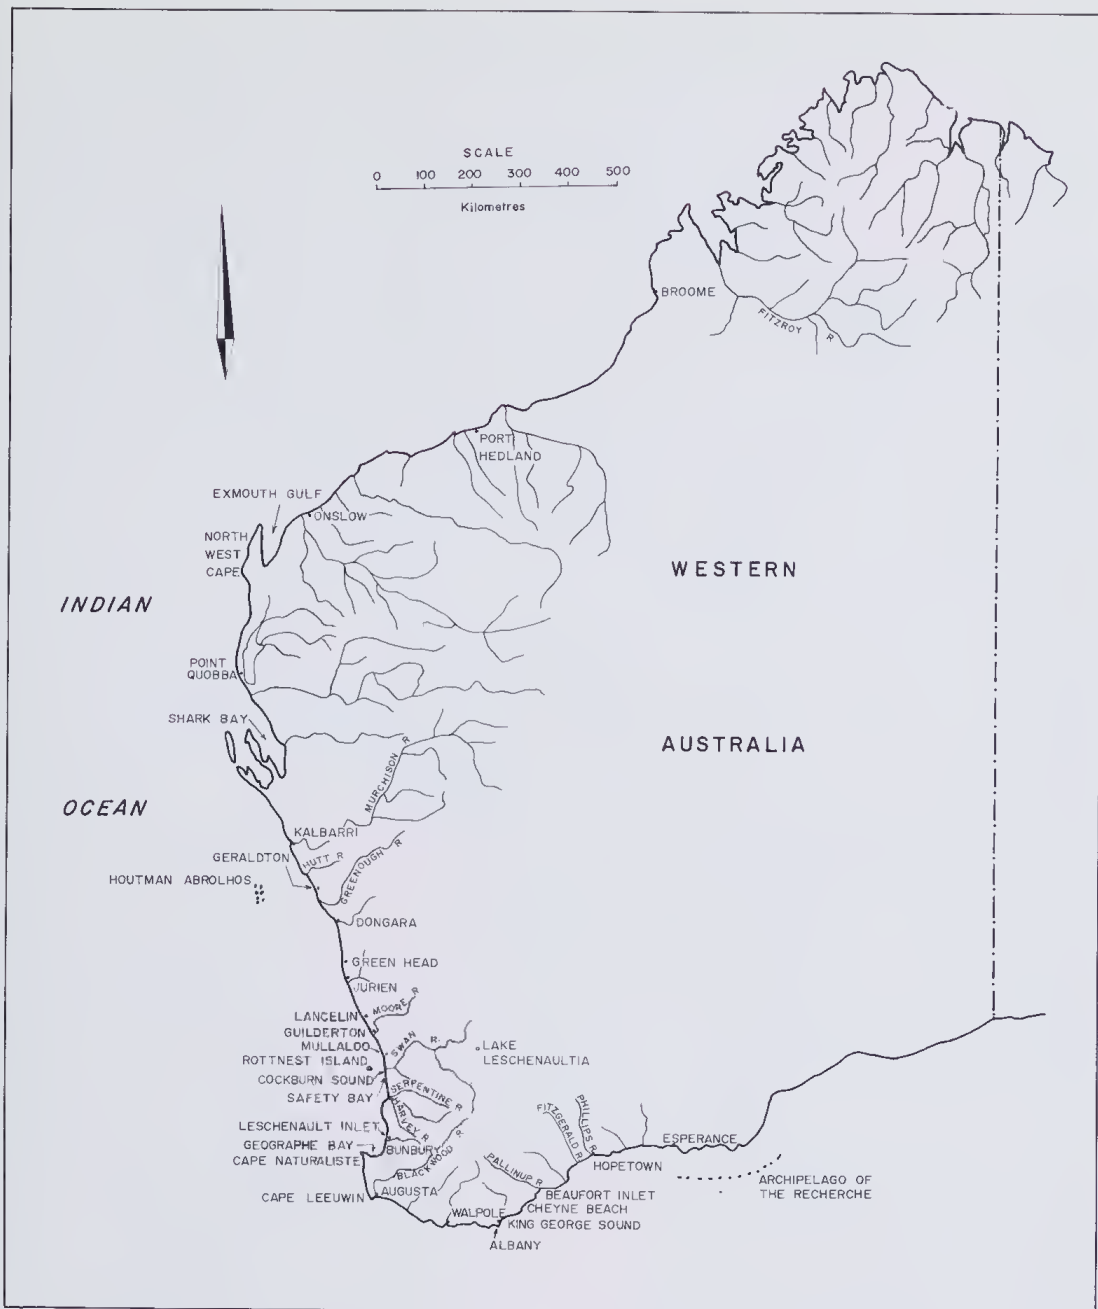 SCALE
0 100 200 300 400 500
Kilometres
BROOME
FITZROY R
PORT
HEDLAND
EXMOUTH GULF
ONSLOW
NORTH
WEST
CAPE
WESTERN
INDIAN
POINT
QUOBBA
SHARK BAY
AUSTRALIA
MURCHISON R
OCEAN
KALBARRI
HUTT R
GERALDTON
GREENOUGH R
HOUTMAN ABROLHOS
DONGARA
GREEN HEAD
JURIEN
MOORE R
LANCELIN
GUILDERTON
MULLALOO
SWAN R.
LAKE
LESCHENAULTIA
ROTTNEST ISLAND
COCKBURN SOUND
SERPENTINE R
SAFETY BAY
HARVEY R
LESCHENAULT INLET
GEOGRAPHE BAY
BUNBURY
CAPE NATURALISTE
BLACKWOOD R
FITZGERALD R
PHILLIPS R
ESPERANCE
HOPETOWN
PALLINUP R
ARCHIPELAGO OF
THE RECHERCHE
CAPE LEEUWIN
AUGUSTA
BEAUFORT INLET
CHEYNE BEACH
WALPOLE
KING GEORGE SOUND
ALBANY